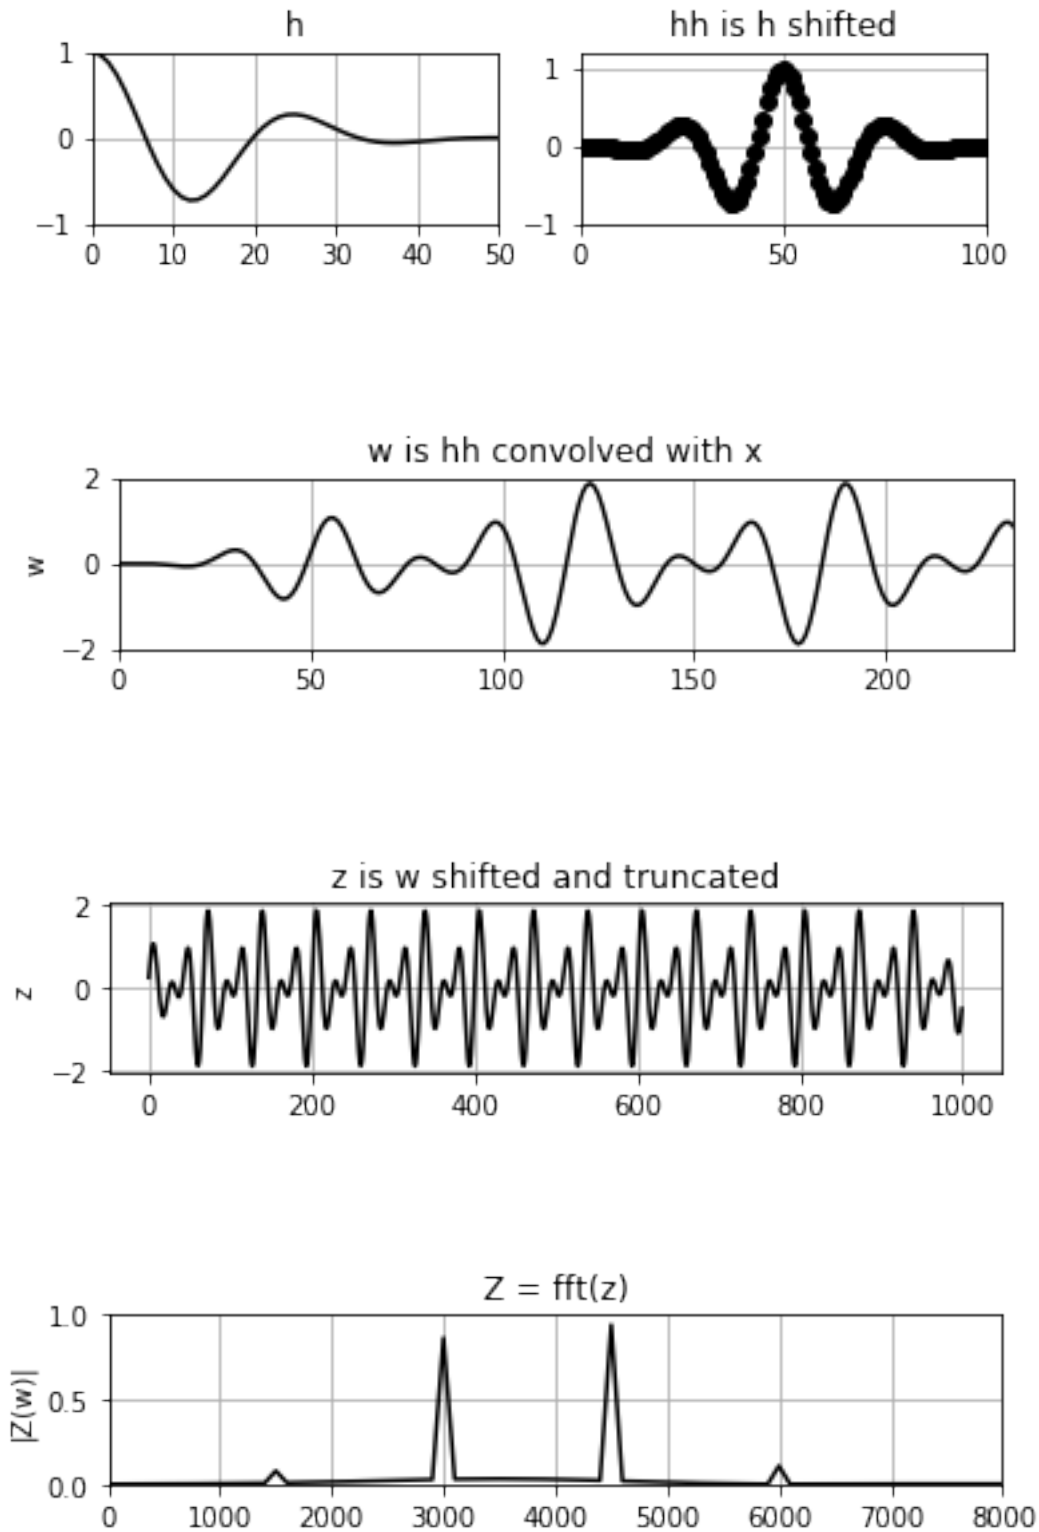 h
hh is h shifted
1
0
−1
0 10 20 30 40 50
1
0
−1
0 50 100
w is hh convolved with x
w
2
0
−2
0 50 100 150 200
z is w shifted and truncated
z
2
0
−2
0 200 400 600 800 1000
Z = fft(z)
|Z(w)|
1.0
0.5
0.0
0 1000 2000 3000 4000 5000 6000 7000 8000